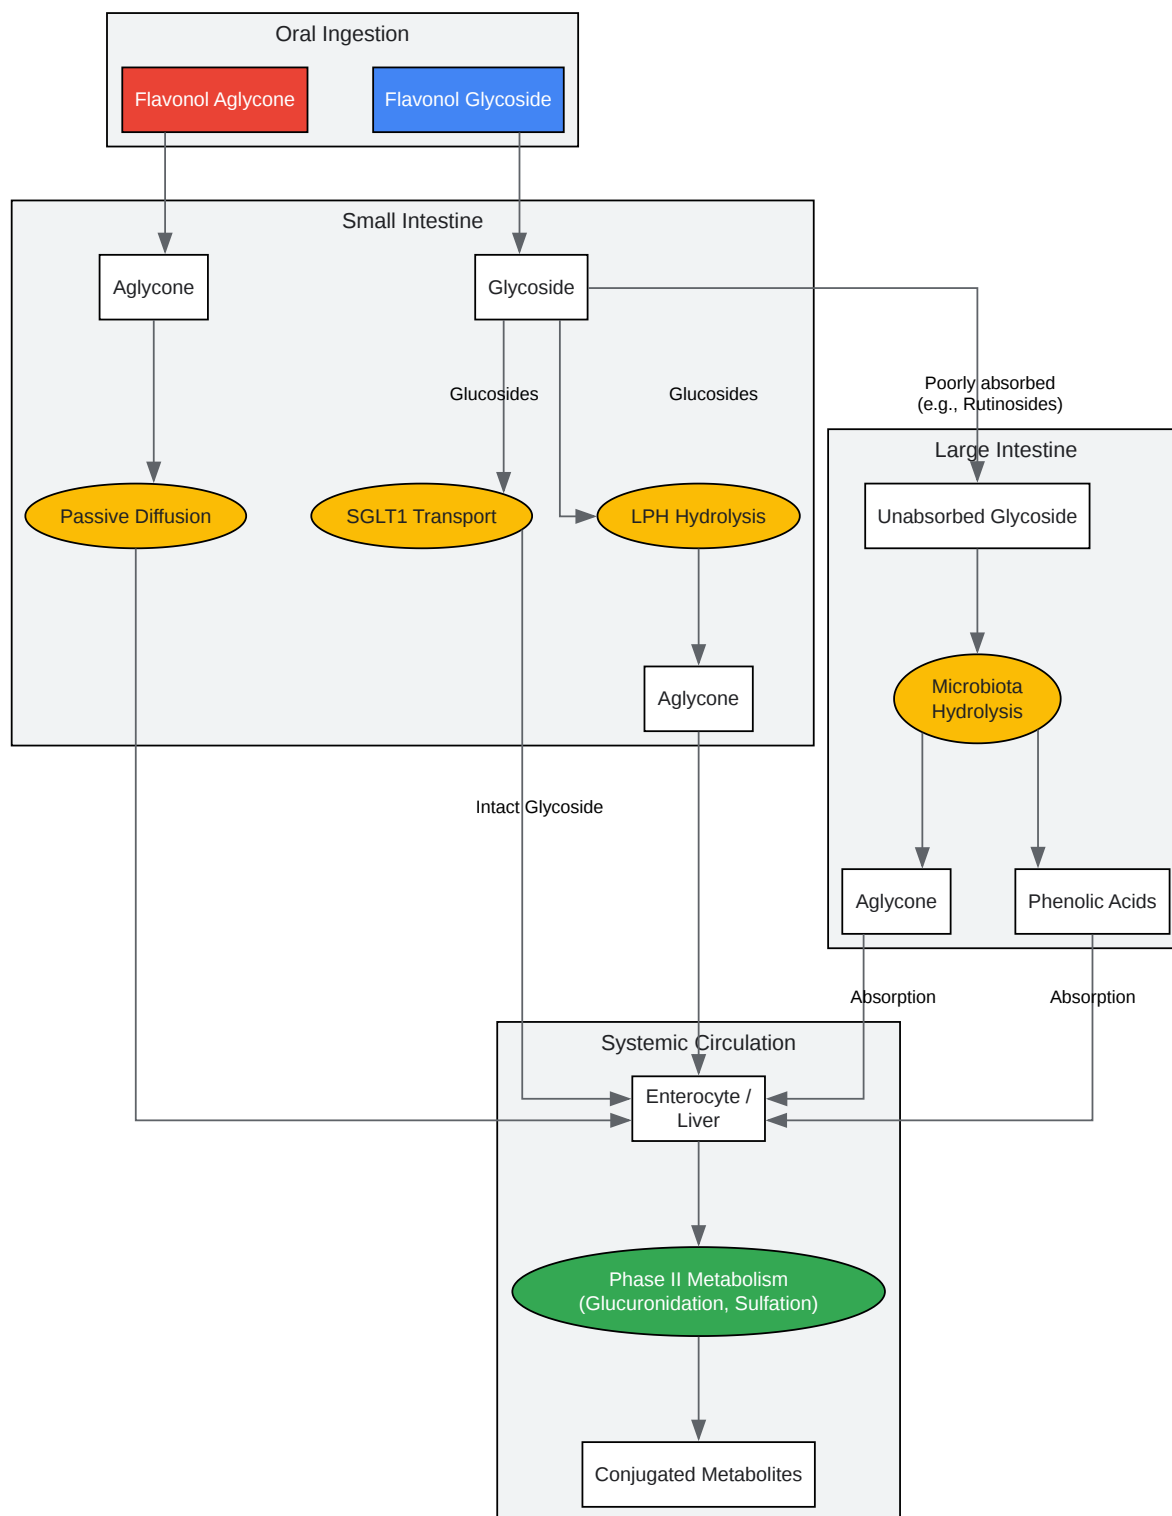 Oral Ingestion
Flavonol Aglycone
Flavonol Glycoside
Small Intestine
Aglycone
Glycoside
Glucosides
Glucosides
Poorly absorbed
(e.g., Rutinosides)
Large Intestine
Passive Diffusion
SGLT1 Transport
LPH Hydrolysis
Unabsorbed Glycoside
Aglycone
Microbiota
Hydrolysis
Intact Glycoside
Aglycone
Phenolic Acids
Absorption
Absorption
Systemic Circulation
Enterocyte /
Liver
Phase II Metabolism
(Glucuronidation, Sulfation)
Conjugated Metabolites